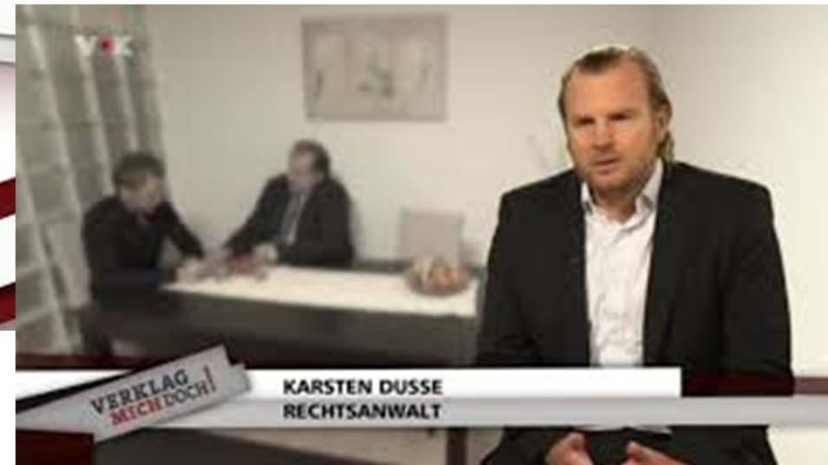 VOX
VERKLAG
MICH DOCH!
KARSTEN DUSSE
RECHTSANWALT